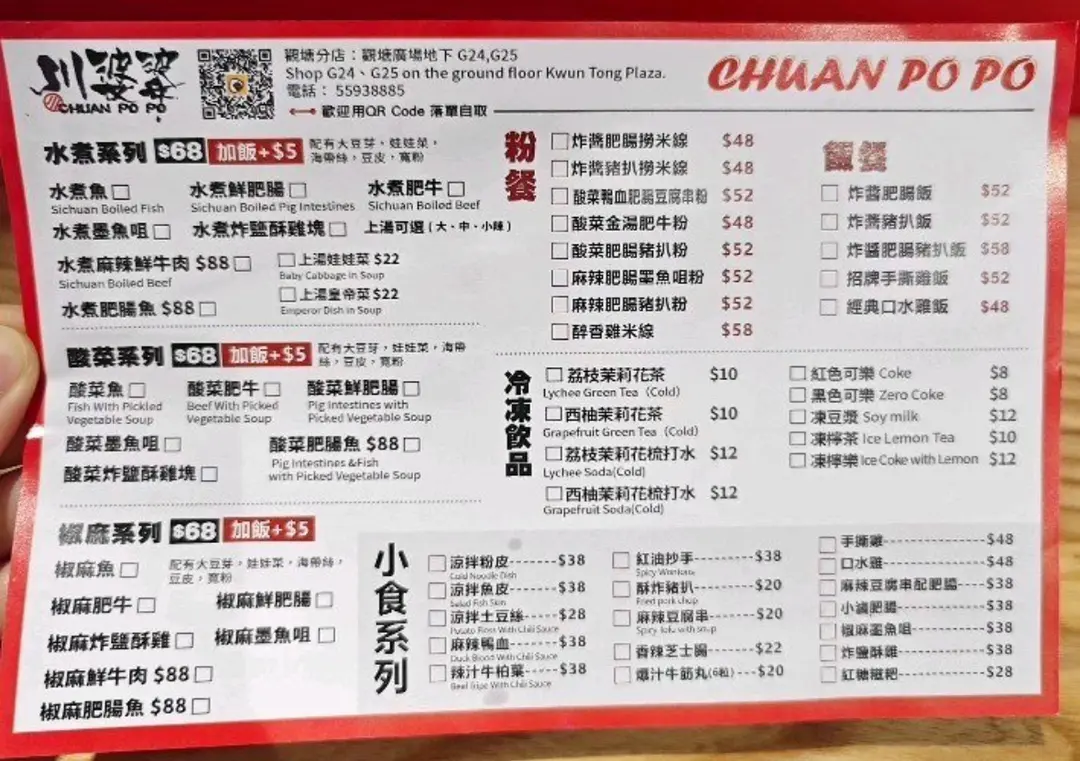 川婆婆
CHUAN PO PO
觀塘分店：觀塘廣場地下 G24,G25
Shop G24、G25 on the ground floor Kwun Tong Plaza.
電話： 55938885
歡迎用QR Code 落單自取
CHUAN PO PO
水煮系列 $68 加飯+$5 配有大豆芽，娃娃菜，
海帶絲，豆皮，寬粉
水煮魚 水煮鮮肥腸 水煮肥牛
Sichuan Boiled Fish Sichuan Boiled Pig Intestines Sichuan Boiled Beef
水煮墨魚咀 水煮炸鹽酥雞塊 上湯可選 (大、中、小辣)
水煮麻辣鮮牛肉 $88 上湯娃娃菜 $22
Sichuan Boiled Beef Baby Cabbage in Soup
上湯皇帝菜 $22
水煮肥腸魚 $88 Emperor Dish in Soup
酸菜系列 $68 加飯+$5 配有大豆芽，娃娃菜，海帶
絲，豆皮，寬粉
酸菜魚 酸菜肥牛 酸菜鮮肥腸
Fish With Pickled Beef With Picked Pig Intestines with
Vegetable Soup Vegetable Soup Picked Vegetable Soup
酸菜墨魚咀 酸菜肥腸魚 $88
Pig Intestines &Fish
酸菜炸鹽酥雞塊 with Picked Vegetable Soup
椒麻系列 $68 加飯+$5
椒麻魚 配有大豆芽，娃娃菜，海帶絲，
豆皮，寬粉
椒麻肥牛 椒麻鮮肥腸
椒麻炸鹽酥雞 椒麻墨魚咀
椒麻鮮牛肉 $88
椒麻肥腸魚 $88
粉餐
炸醬肥腸撈米線 $48
炸醬豬扒撈米線 $48
酸菜鴨血肥腸豆腐串粉 $52
酸菜金湯肥牛粉 $48
酸菜肥腸豬扒粉 $52
麻辣肥腸墨魚咀粉 $52
麻辣肥腸豬扒粉 $52
醉香雞米線 $58
飯餐
炸醬肥腸飯 $52
炸醬豬扒飯 $52
炸醬肥腸豬扒飯 $58
招牌手撕雞飯 $52
經典口水雞飯 $48
冷凍飲品
荔枝茉莉花茶 $10
Lychee Green Tea (Cold)
西柚茉莉花茶 $10
Grapefruit Green Tea (Cold)
荔枝茉莉花梳打水 $12
Lychee Soda(Cold)
西柚茉莉花梳打水 $12
Grapefruit Soda(Cold)
紅色可樂 Coke $8
黑色可樂 Zero Coke $8
凍豆漿 Soy milk $12
凍檸茶 Ice Lemon Tea $10
凍檸樂 Ice Coke with Lemon $12
小食系列
涼拌粉皮-------$38
Cold Noodle Dish
涼拌魚皮-------$38
Salad Fish Skin
涼拌土豆絲-----$28
Potato Floss With Chili Sauce
麻辣鴨血-------$38
Duck Blood With Chili Sauce
辣汁牛柏葉-----$38
Beef Tripe With Chili Sauce
紅油抄手--------$38
Spicy Wontons
酥炸豬扒--------$20
Fried pork chop
麻辣豆腐串------$20
Spicy tofu with soup
香辣芝士腸------$22
爆汁牛筋丸(6粒)---$20
手撕雞--------------$48
口水雞--------------$48
麻辣豆腐串配肥腸----$38
小滷肥腸------------$38
椒麻墨魚咀----------$38
炸鹽酥雞------------$38
紅糖糍粑------------$28